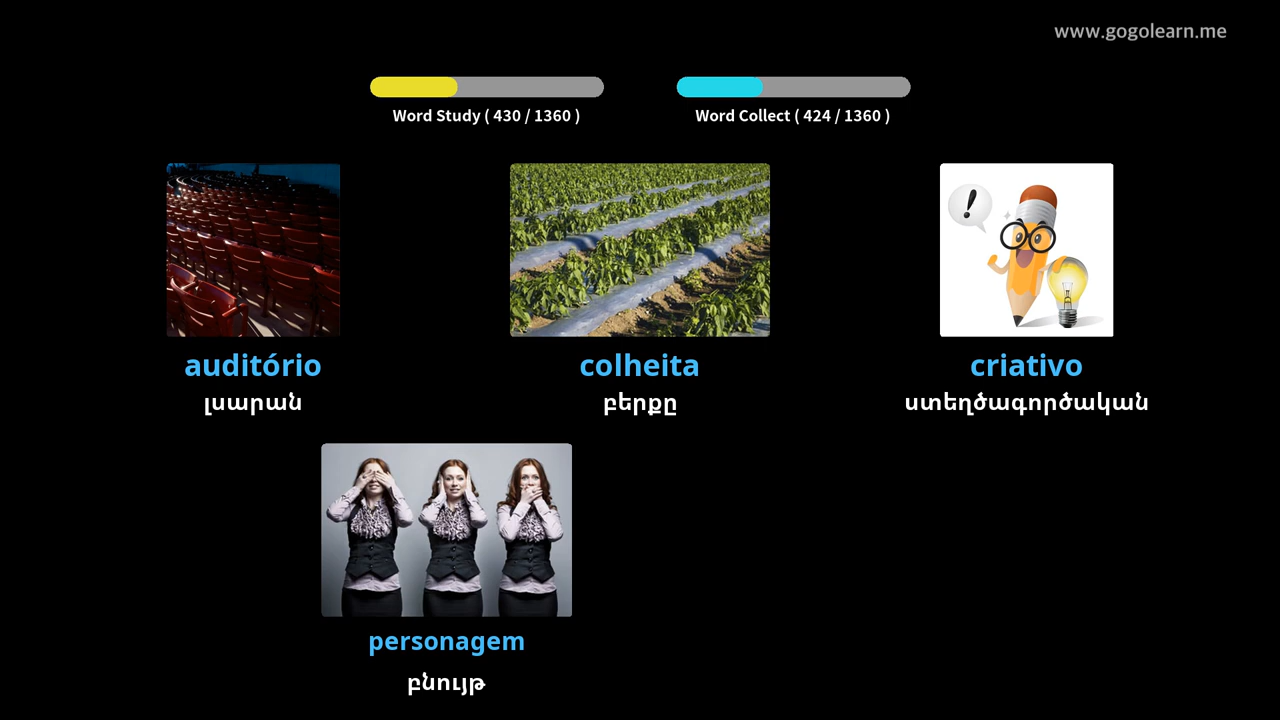 www.gogolearn.me
Word Study ( 430 / 1360 )
Word Collect ( 424 / 1360 )
auditório
լսարան
colheita
բերքը
criativo
ստեղծագործական
personagem
բնույթ